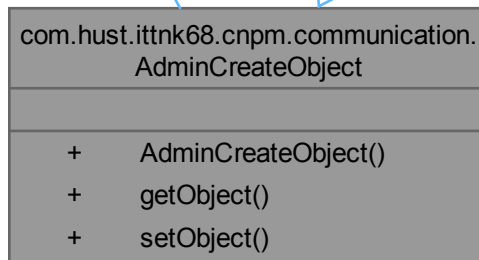 com.hust.ittnk68.cnpm.communication.
AdminCreateObject
+ AdminCreateObject()
+ getObject()
+ setObject()